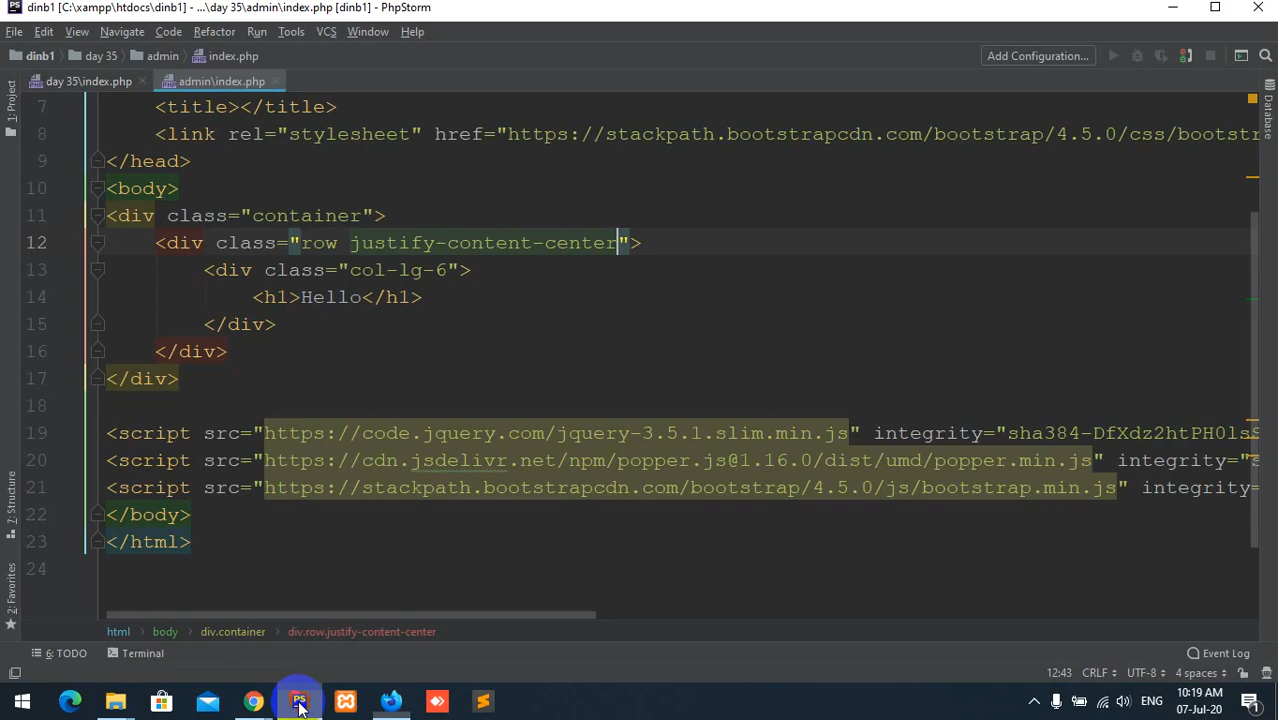 dinb1 [C:\xampp\htdocs\dinb1] - ...\day 35\admin\index.php [dinb1] - PhpStorm
File Edit View Navigate Code Refactor Run Tools VCS Window Help
dinb1 day 35 admin index.php Add Configuration...
day 35\index.php admin\index.php
1: Project
Database
7 <title></title>
8 <link rel="stylesheet" href="https://stackpath.bootstrapcdn.com/bootstrap/4.5.0/css/bootst
9 </head>
10 <body>
11 <div class="container">
12 <div class="row justify-content-center">
13 <div class="col-lg-6">
14 <h1>Hello</h1>
15 </div>
16 </div>
17 </div>
18
19 <script src="https://code.jquery.com/jquery-3.5.1.slim.min.js" integrity="sha384-DfXdz2htPH0lsS
20 <script src="https://cdn.jsdelivr.net/npm/popper.js@1.16.0/dist/umd/popper.min.js" integrity="s
21 <script src="https://stackpath.bootstrapcdn.com/bootstrap/4.5.0/js/bootstrap.min.js" integrity=
22 </body>
23 </html>
24
7: Structure
2: Favorites
html body div.container div.row.justify-content-center
6: TODO Terminal Event Log
12:43 CRLF UTF-8 4 spaces
PS
ENG 10:19 AM
07-Jul-20